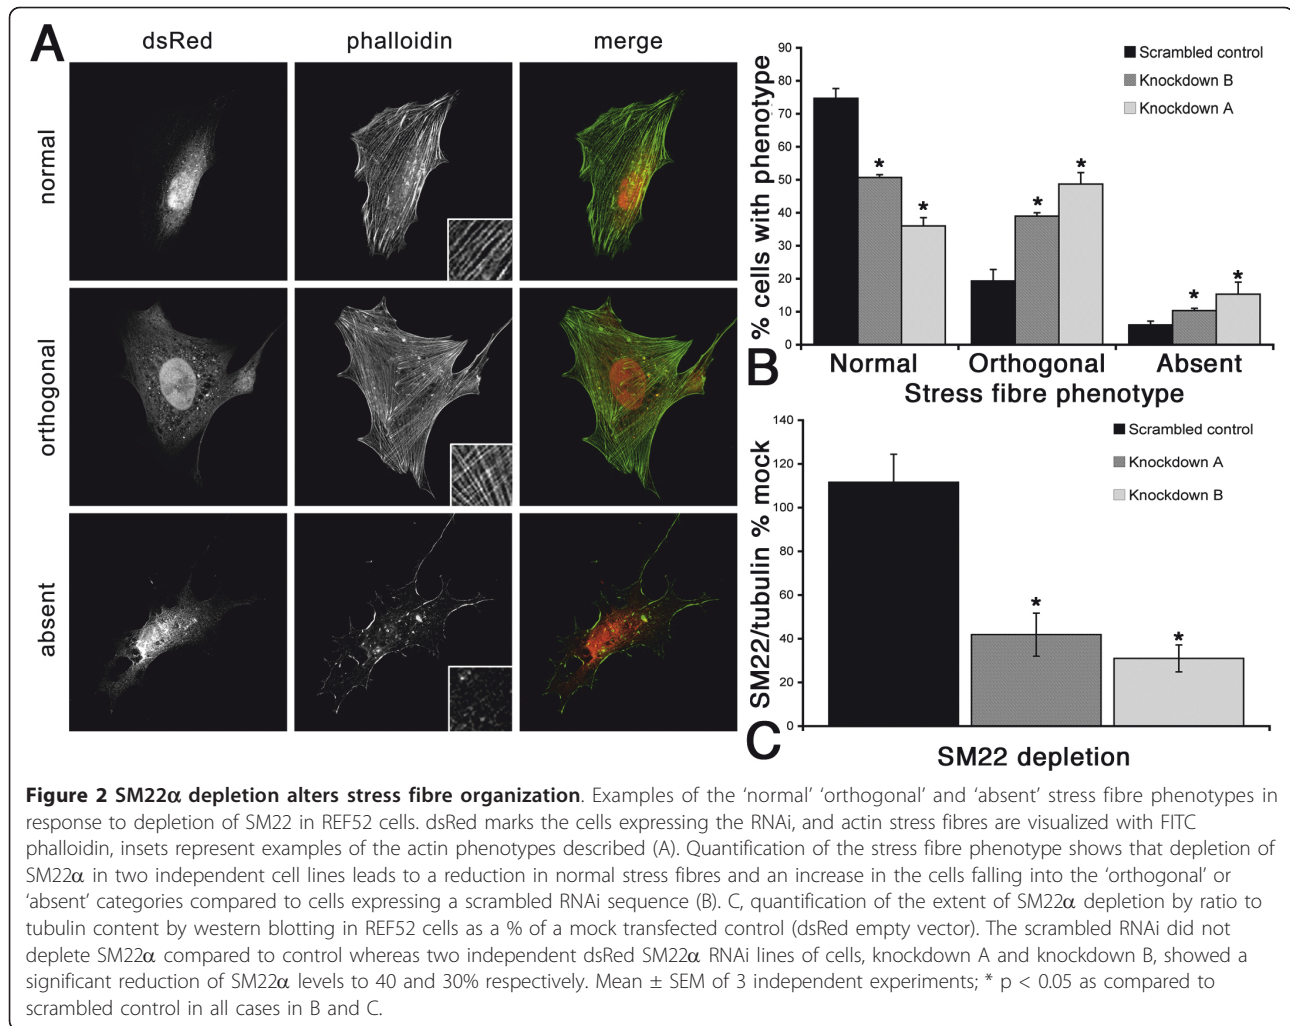 A
dsRed
phalloidin
merge
normal
orthogonal
absent
% cells with phenotype
90
80
70
60
50
40
30
20
10
0
Scrambled control
Knockdown B
Knockdown A
*
*
*
*
*
*
Normal
Orthogonal
Absent
B
Stress fibre phenotype
SM22/tubulin % mock
140
120
100
80
60
40
20
0
Scrambled control
Knockdown A
Knockdown B
*
*
C
SM22 depletion
Figure 2 SM22α depletion alters stress fibre organization. Examples of the ‘normal’ ‘orthogonal’ and ‘absent’ stress fibre phenotypes in
response to depletion of SM22 in REF52 cells. dsRed marks the cells expressing the RNAi, and actin stress fibres are visualized with FITC
phalloidin, insets represent examples of the actin phenotypes described (A). Quantification of the stress fibre phenotype shows that depletion of
SM22α in two independent cell lines leads to a reduction in normal stress fibres and an increase in the cells falling into the ‘orthogonal’ or
‘absent’ categories compared to cells expressing a scrambled RNAi sequence (B). C, quantification of the extent of SM22α depletion by ratio to
tubulin content by western blotting in REF52 cells as a % of a mock transfected control (dsRed empty vector). The scrambled RNAi did not
deplete SM22α compared to control whereas two independent dsRed SM22α RNAi lines of cells, knockdown A and knockdown B, showed a
significant reduction of SM22α levels to 40 and 30% respectively. Mean ± SEM of 3 independent experiments; * p < 0.05 as compared to
scrambled control in all cases in B and C.